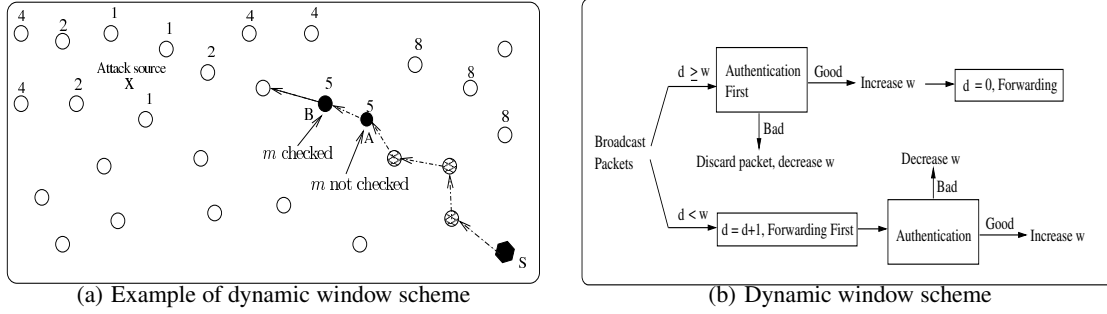 4
2
1
1
2
4
4
8
8
8
Attack source
X
4
2
1
5
5
B
A
m checked
m not checked
S
(a) Example of dynamic window scheme
Broadcast
Packets
d ≥ w
Authentication
First
Good
Increase w
d = 0, Forwarding
Bad
Discard packet, decrease w
d < w
d = d+1, Forwarding First
Authentication
Bad
Decrease w
Good
Increase w
(b) Dynamic window scheme